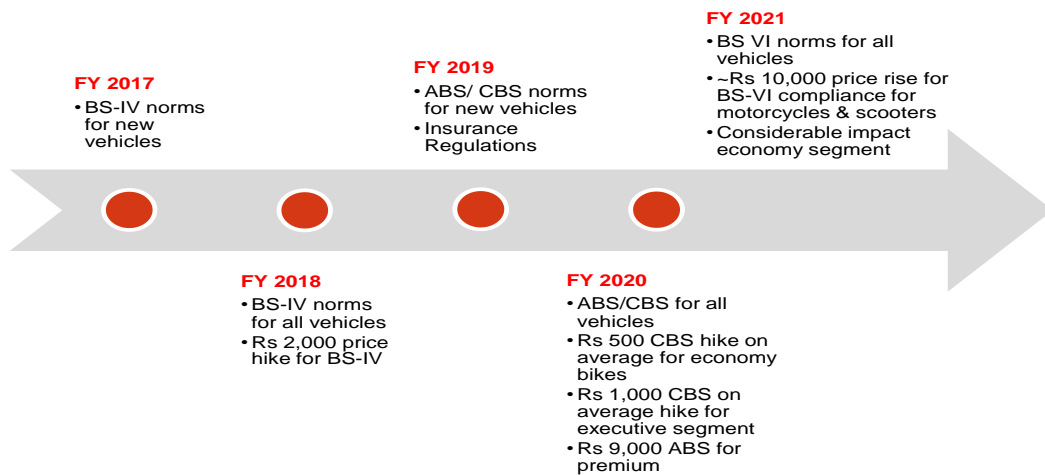 FY 2017
•BS-IV norms
for new
vehicles
FY 2018
•BS-IV norms
for all vehicles
•Rs 2,000 price
hike for BS-IV
FY 2019
•ABS/ CBS norms
for new vehicles
•Insurance
Regulations
FY 2020
•ABS/CBS for all
vehicles
•Rs 500 CBS hike on
average for economy
bikes
•Rs 1,000 CBS on
average hike for
executive segment
•Rs 9,000 ABS for
premium
FY 2021
•BS VI norms for all
vehicles
•~Rs 10,000 price rise for
BS-VI compliance for
motorcycles & scooters
•Considerable impact
economy segment